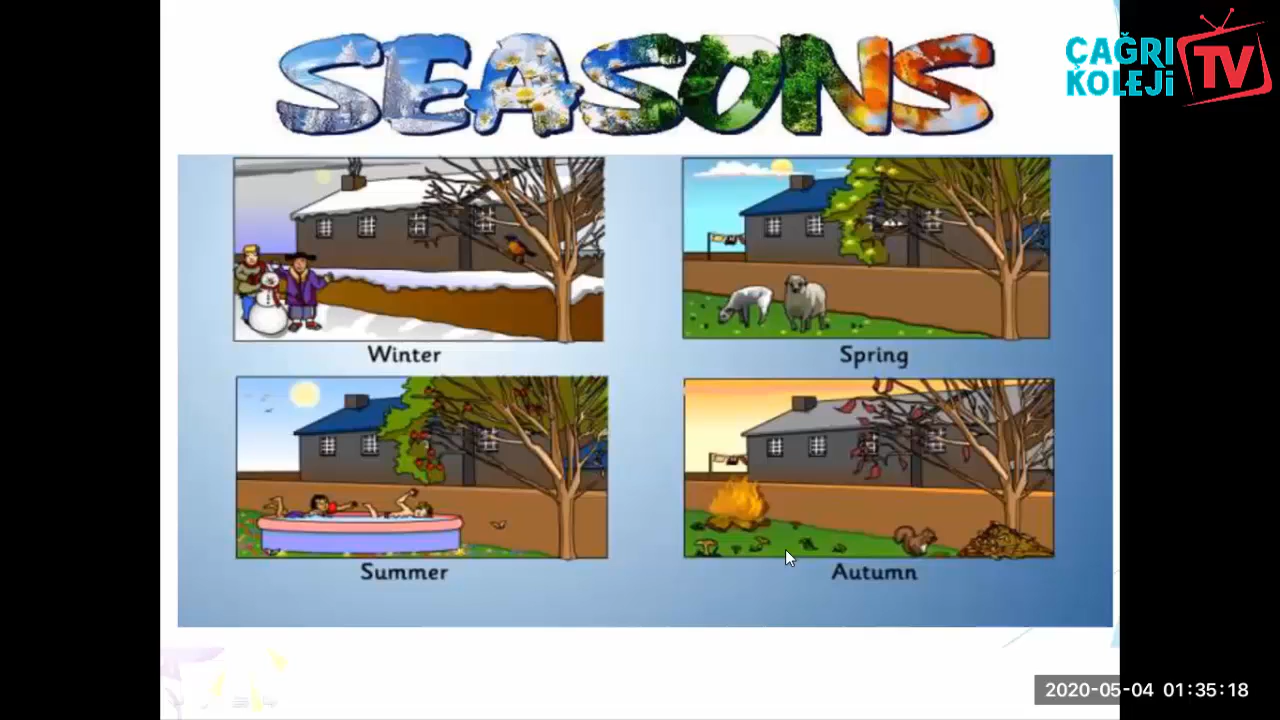 SEASONS
ÇAĞRI
KOLEJİ TV
Winter
Spring
Summer
Autumn
2020-05-04 01:35:18